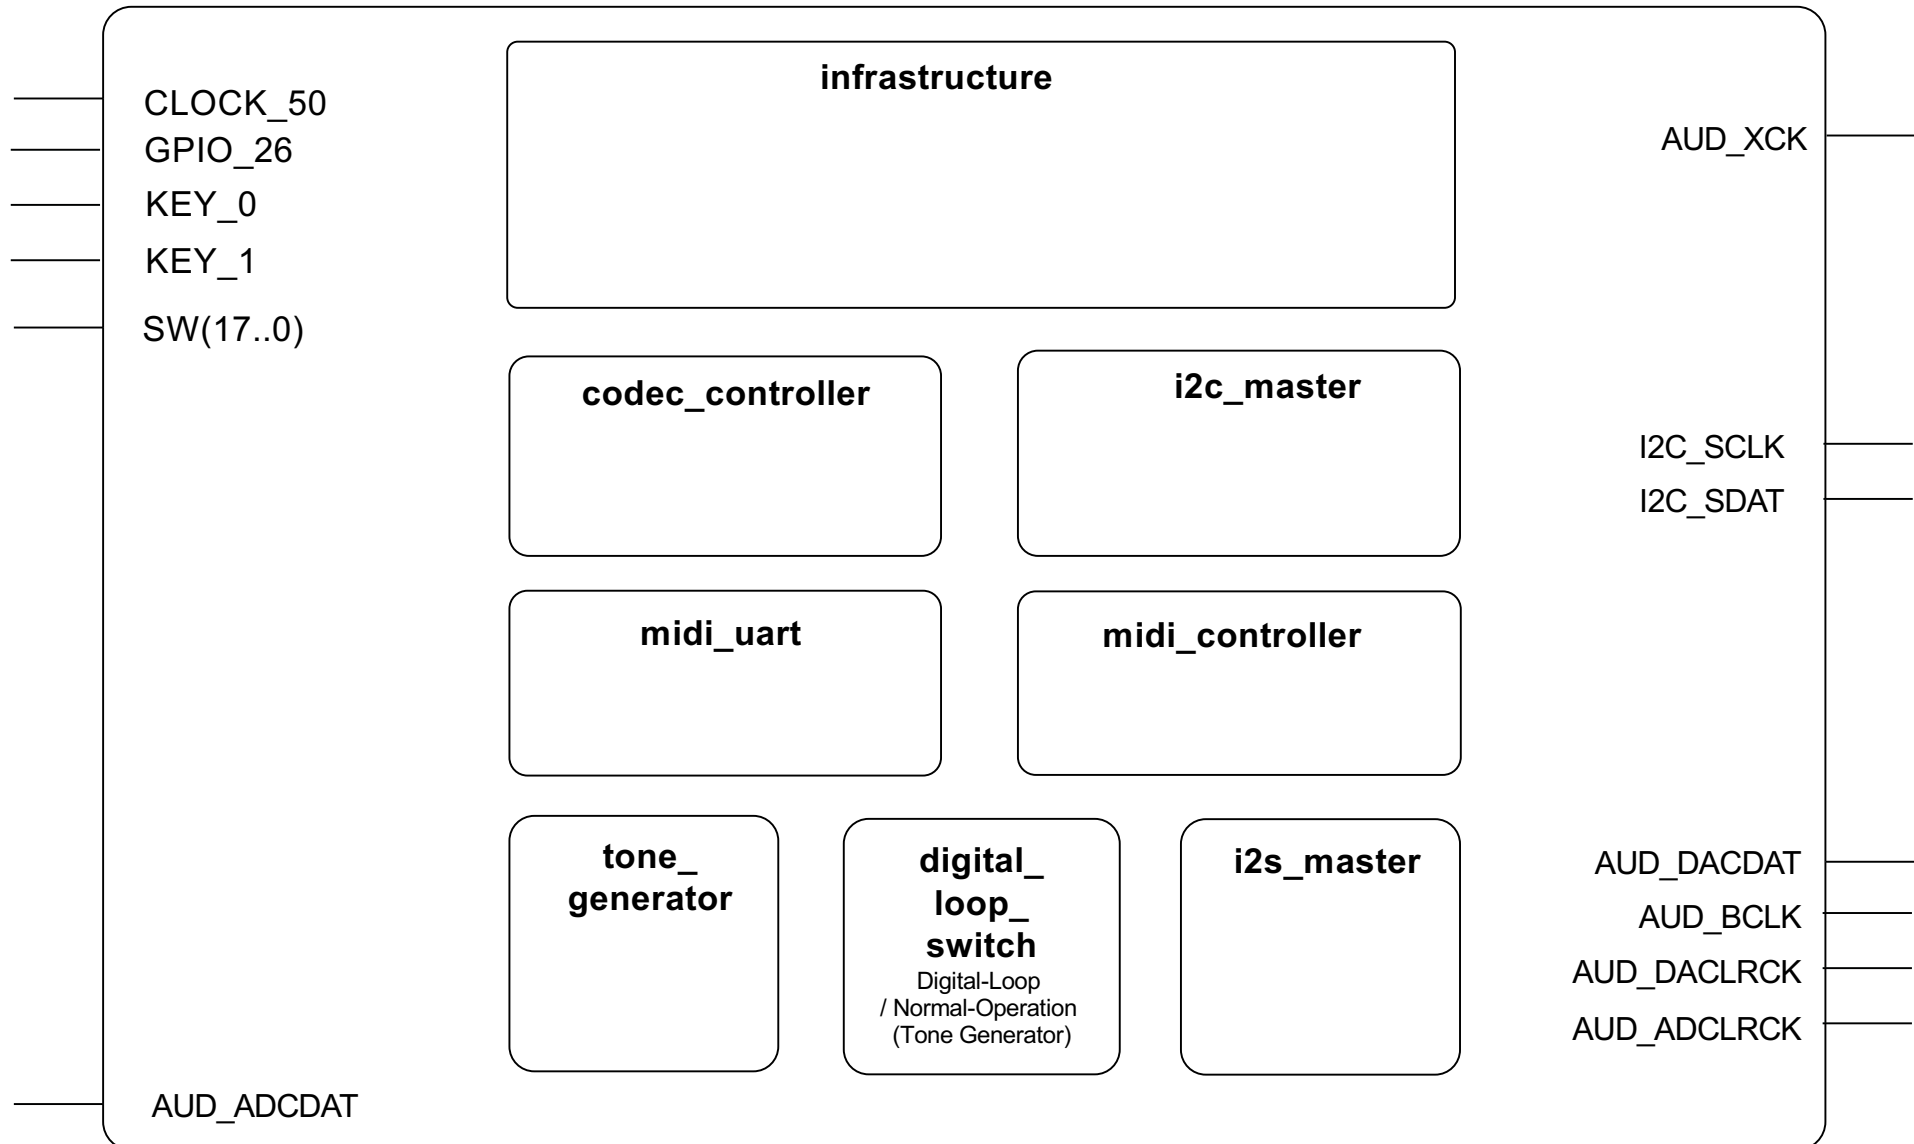 infrastructure
CLOCK_50
GPIO_26
KEY_0
KEY_1
SW(17..0)
AUD_XCK
codec_controller
i2c_master
I2C_SCLK
I2C_SDAT
midi_uart
midi_controller
tone_
generator
digital_
loop_
switch
Digital-Loop
/ Normal-Operation
(Tone Generator)
i2s_master
AUD_DACDAT
AUD_BCLK
AUD_DACLRCK
AUD_ADCLRCK
AUD_ADCDAT